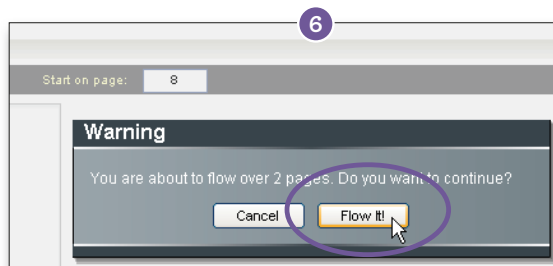 6
Start on page: 8
Warning
You are about to flow over 2 pages. Do you want to continue?
Cancel Flow It!